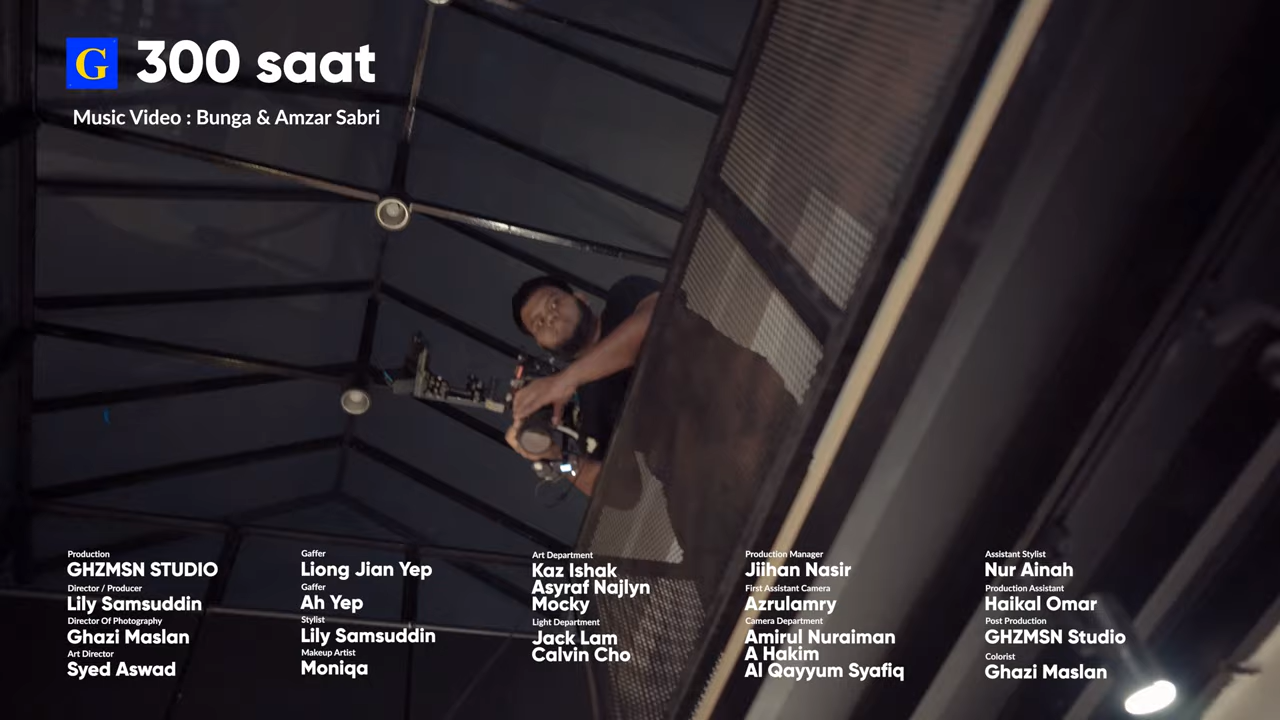 G 300 saat
Music Video : Bunga & Amzar Sabri
Production
GHZMSN STUDIO
Director / Producer
Lily Samsuddin
Director Of Photography
Ghazi Maslan
Art Director
Syed Aswad
Gaffer
Liong Jian Yep
Gaffer
Ah Yep
Stylist
Lily Samsuddin
Makeup Artist
Moniqa
Art Department
Kaz Ishak
Asyraf Najlyn
Mocky
Light Department
Jack Lam
Calvin Cho
Production Manager
Jiihan Nasir
First Assistant Camera
Azrulamry
Camera Department
Amirul Nuraiman
A Hakim
Al Qayyum Syafiq
Assistant Stylist
Nur Ainah
Production Assistant
Haikal Omar
Post Production
GHZMSN Studio
Colorist
Ghazi Maslan